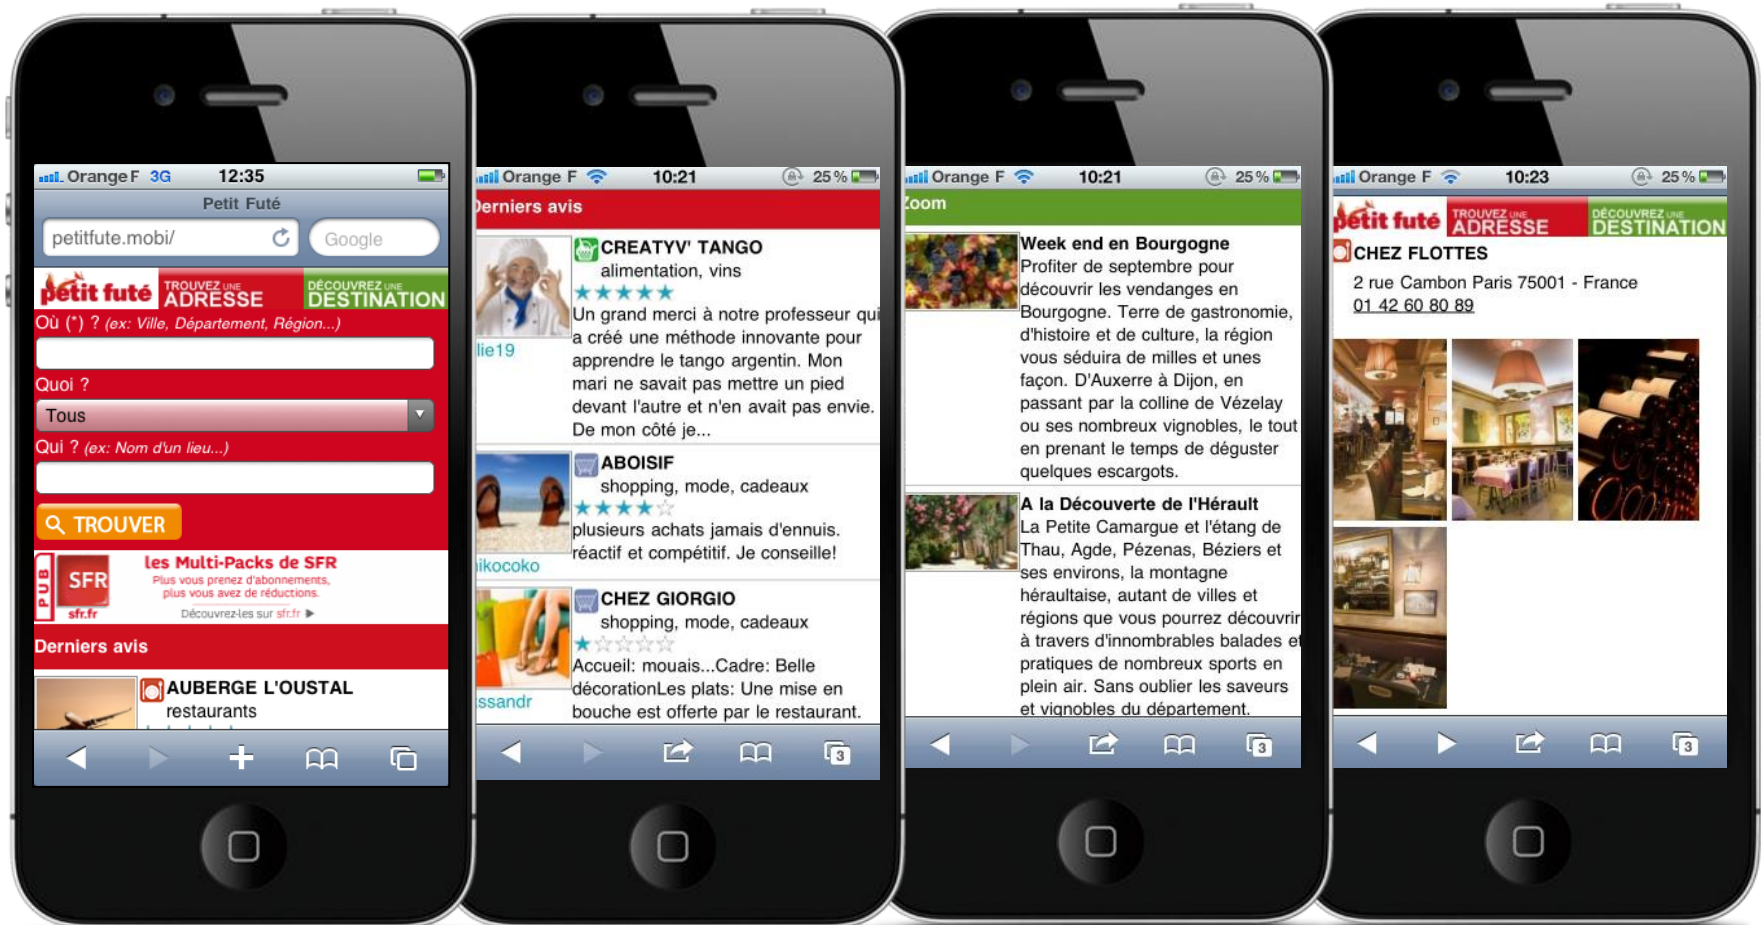 Orange F 3G 12:35
Petit Futé
petitfute.mobi/
Google
petit futé
TROUVEZ UNE
ADRESSE
DÉCOUVREZ UNE
DESTINATION
Où (*) ? (ex: Ville, Département, Région...)
Quoi ?
Tous
Qui ? (ex: Nom d'un lieu...)
TROUVER
PUB
SFR
sfr.fr
les Multi-Packs de SFR
Plus vous prenez d'abonnements,
plus vous avez de réductions.
Découvrez-les sur sfr.fr
Derniers avis
AUBERGE L'OUSTAL
restaurants
Orange F 10:21 25 %
Derniers avis
CREATYV' TANGO
alimentation, vins
Un grand merci à notre professeur qui
a créé une méthode innovante pour
apprendre le tango argentin. Mon
mari ne savait pas mettre un pied
devant l'autre et n'en avait pas envie.
De mon côté je...
lie19
ABOISIF
shopping, mode, cadeaux
plusieurs achats jamais d'ennuis.
réactif et compétitif. Je conseille!
ikocoko
CHEZ GIORGIO
shopping, mode, cadeaux
Accueil: mouais...Cadre: Belle
décorationLes plats: Une mise en
bouche est offerte par le restaurant.
ssandr
3
Orange F 10:21 25 %
Zoom
Week end en Bourgogne
Profiter de septembre pour
découvrir les vendanges en
Bourgogne. Terre de gastronomie,
d'histoire et de culture, la région
vous séduira de milles et unes
façon. D'Auxerre à Dijon, en
passant par la colline de Vézelay
ou ses nombreux vignobles, le tout
en prenant le temps de déguster
quelques escargots.
A la Découverte de l'Hérault
La Petite Camargue et l'étang de
Thau, Agde, Pézenas, Béziers et
ses environs, la montagne
héraultaise, autant de villes et
régions que vous pourrez découvrir
à travers d'innombrables balades et
pratiques de nombreux sports en
plein air. Sans oublier les saveurs
et vignobles du département.
3
Orange F 10:23 25 %
petit futé
TROUVEZ UNE
ADRESSE
DÉCOUVREZ UNE
DESTINATION
CHEZ FLOTTES
2 rue Cambon Paris 75001 - France
01 42 60 80 89
3